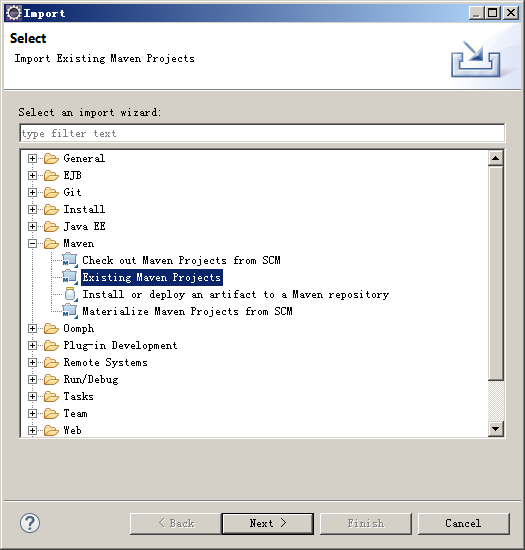 Import
Select
Import Existing Maven Projects
Select an import wizard:
type filter text
General
EJB
Git
Install
Java EE
Maven
Check out Maven Projects from SCM
Existing Maven Projects
Install or deploy an artifact to a Maven repository
Materialize Maven Projects from SCM
Oomph
Plug-in Development
Remote Systems
Run/Debug
Tasks
Team
Web
?
< Back
Next >
Finish
Cancel